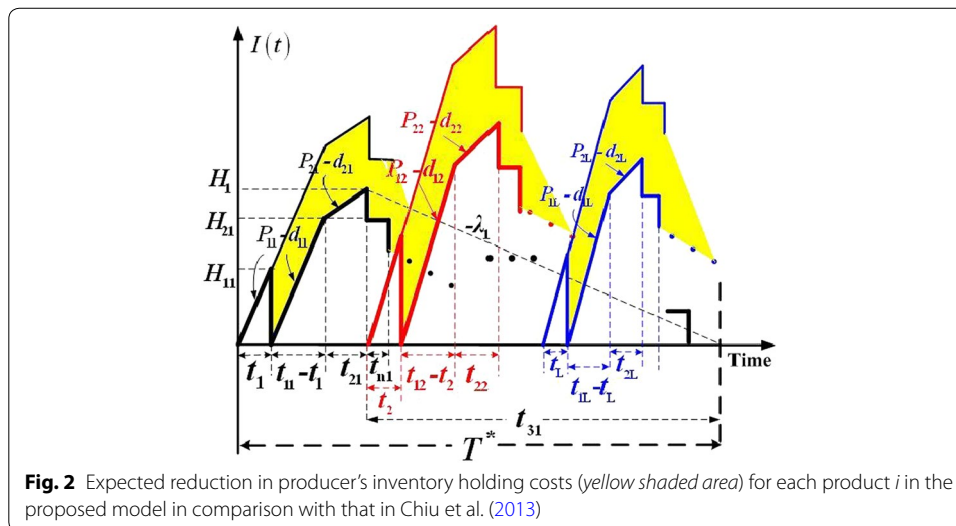 I(t)
P₂₂-d₂₂
P₂L-d₂L
P₂₁-d₂₁
P₁₂-d₁₂
H₁
P₁L-d₁L
H₂₁
-λ₁
P₁₁-d₁₁
H₁₁
Time
t₁ t₁₁-t₁ t₂₁ tn₁ t₁₂-t₂ t₂₂ tL t₂L
t₂ t₁L-tL
t₃₁
T*
Fig. 2 Expected reduction in producer's inventory holding costs (yellow shaded area) for each product i in the
proposed model in comparison with that in Chiu et al. (2013)